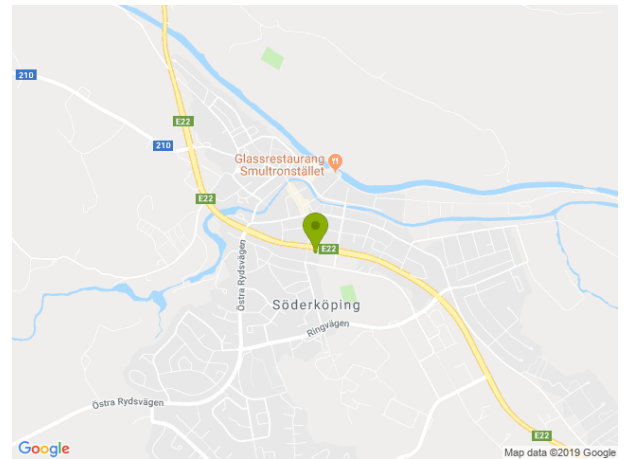 210
E22
210
Glassrestaurang
Smultronstället
E22
E22
Östra Rydsvägen
Söderköping
Ringvägen
Östra Rydsvägen
E22
Google
Map data ©2019 Google